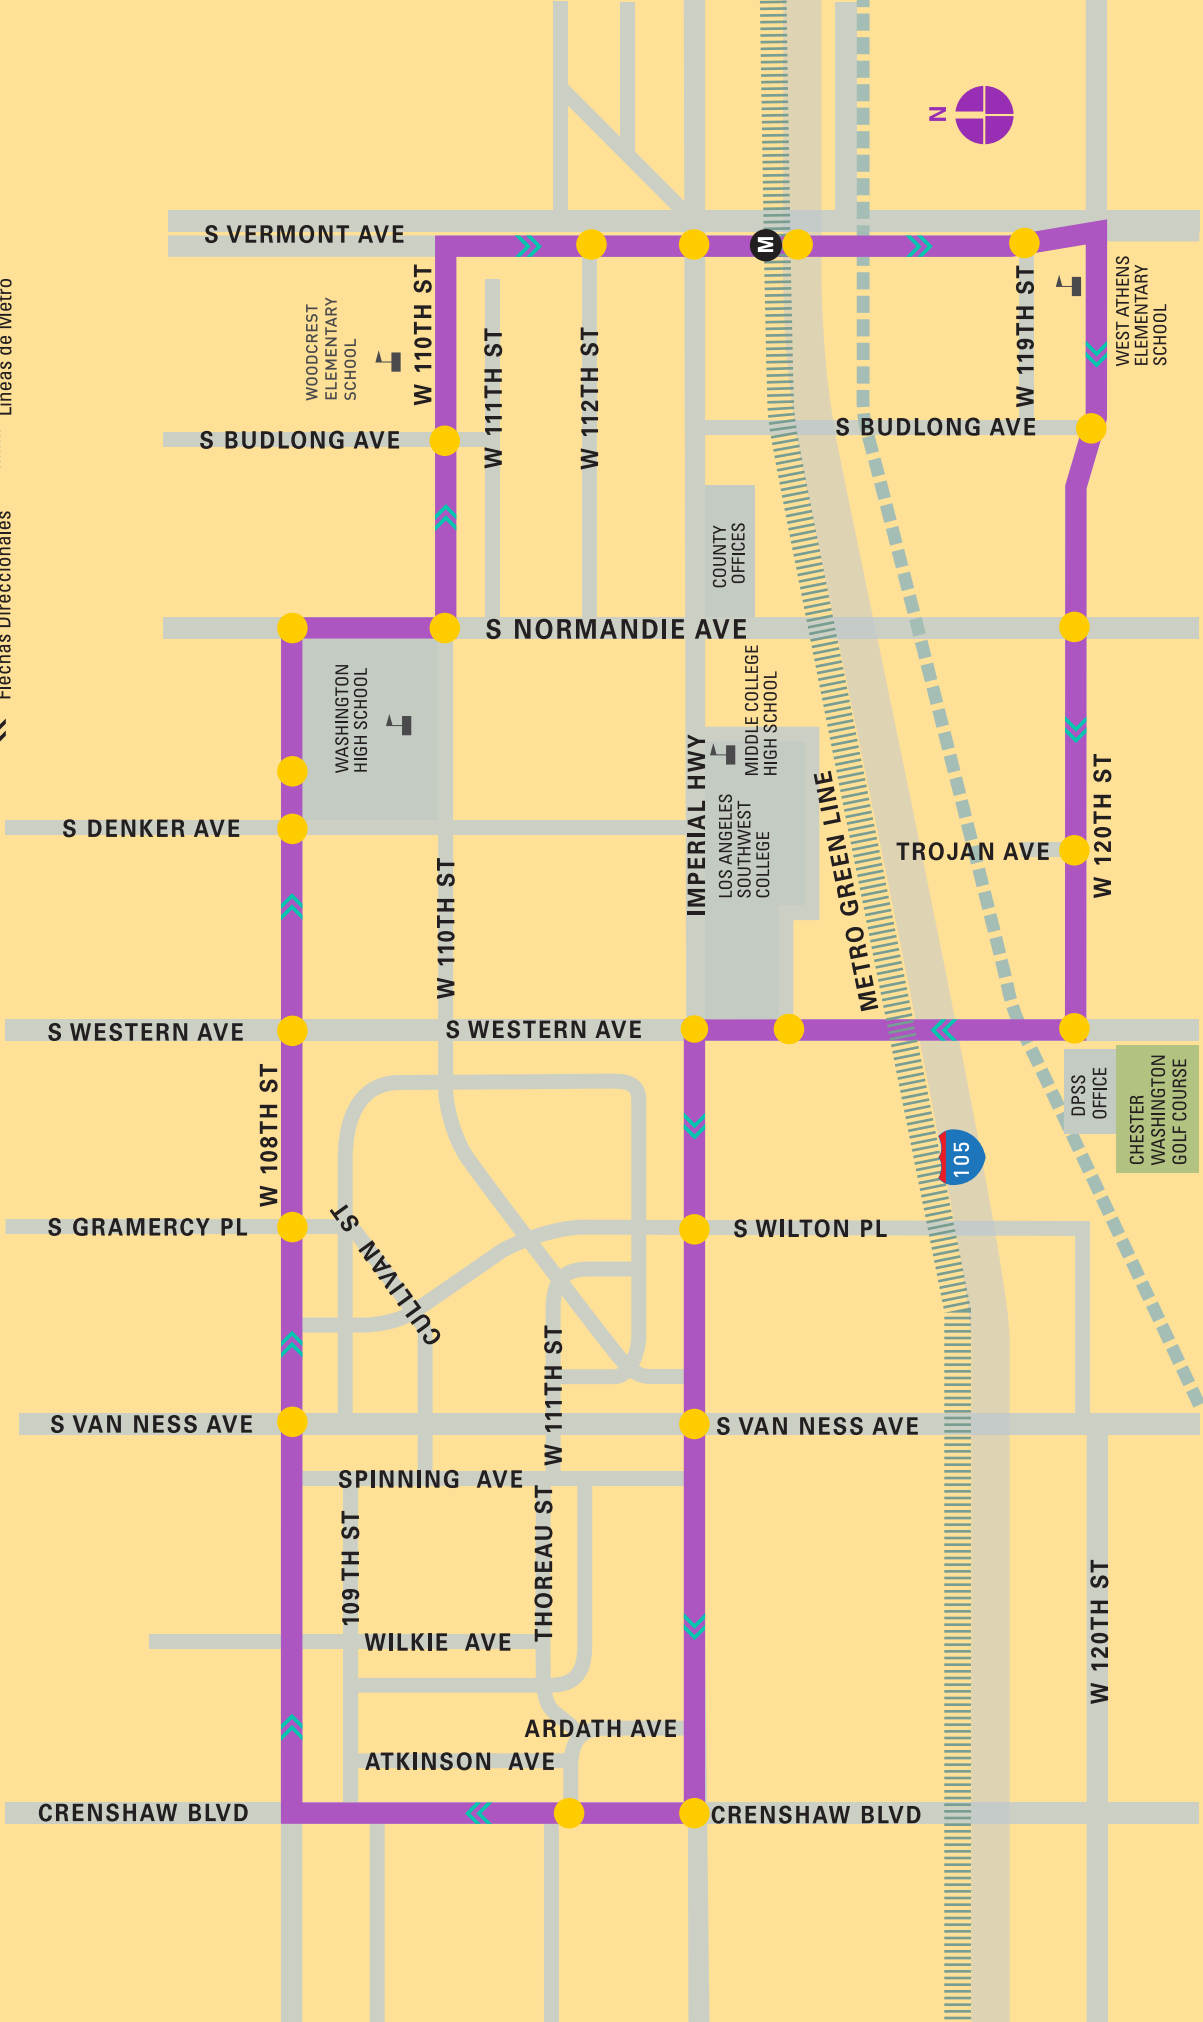 Líneas de Metro
Flechas Direccionales
N
S VERMONT AVE
W 110TH ST
WOODCREST
ELEMENTARY
SCHOOL
W 111TH ST
W 112TH ST
M
W 119TH ST
WEST ATHENS
ELEMENTARY
SCHOOL
S BUDLONG AVE
S BUDLONG AVE
COUNTY
OFFICES
S NORMANDIE AVE
WASHINGTON
HIGH SCHOOL
MIDDLE COLLEGE
HIGH SCHOOL
IMPERIAL HWY
LOS ANGELES
SOUTHWEST
COLLEGE
METRO GREEN LINE
S DENKER AVE
TROJAN AVE
W 120TH ST
W 110TH ST
S WESTERN AVE
S WESTERN AVE
W 108TH ST
DPSS
OFFICE
CHESTER
WASHINGTON
GOLF COURSE
105
S GRAMERCY PL
CULLIVAN ST
S WILTON PL
W 111TH ST
S VAN NESS AVE
S VAN NESS AVE
SPINNING AVE
109 TH ST
THOREAU ST
WILKIE AVE
W 120TH ST
ARDATH AVE
ATKINSON AVE
CRENSHAW BLVD
CRENSHAW BLVD